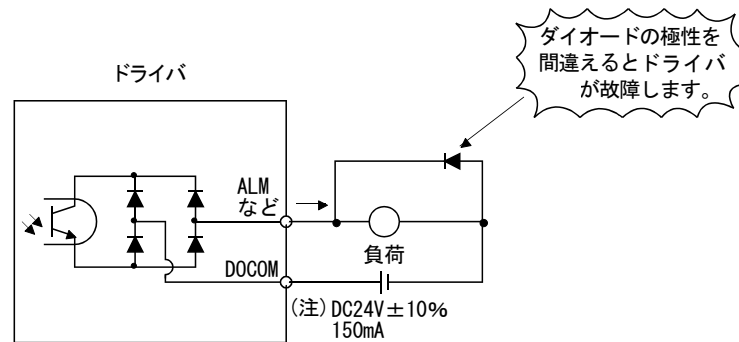 ダイオードの極性を
間違えるとドライバ
が故障します。
ドライバ
ALM
など
負荷
DOCOM
(注) DC24V±10%
150mA